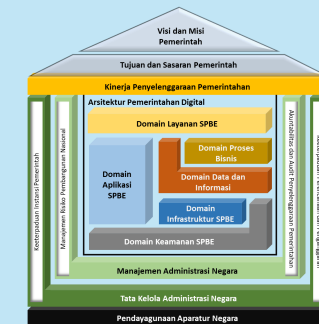 Visi dan Misi
Pemerintah
Tujuan dan Sasaran Pemerintah
Kinerja Penyelenggaraan Pemerintahan
Arsitektur Pemerintahan Digital
Domain Layanan SPBE
Domain Proses
Bisnis
Domain
Aplikasi
SPBE
Domain Data dan
Informasi
Domain
Infrastruktur SPBE
Domain Keamanan SPBE
Keterpaduan Instansi Pemerintah
Manajemen Risiko Pembangunan Nasional
Akuntabilitas dan Audit Penyelenggaraan Pemerintahan
Manajemen Administrasi Negara
Tata Kelola Administrasi Negara
Pendayagunaan Aparatur Negara